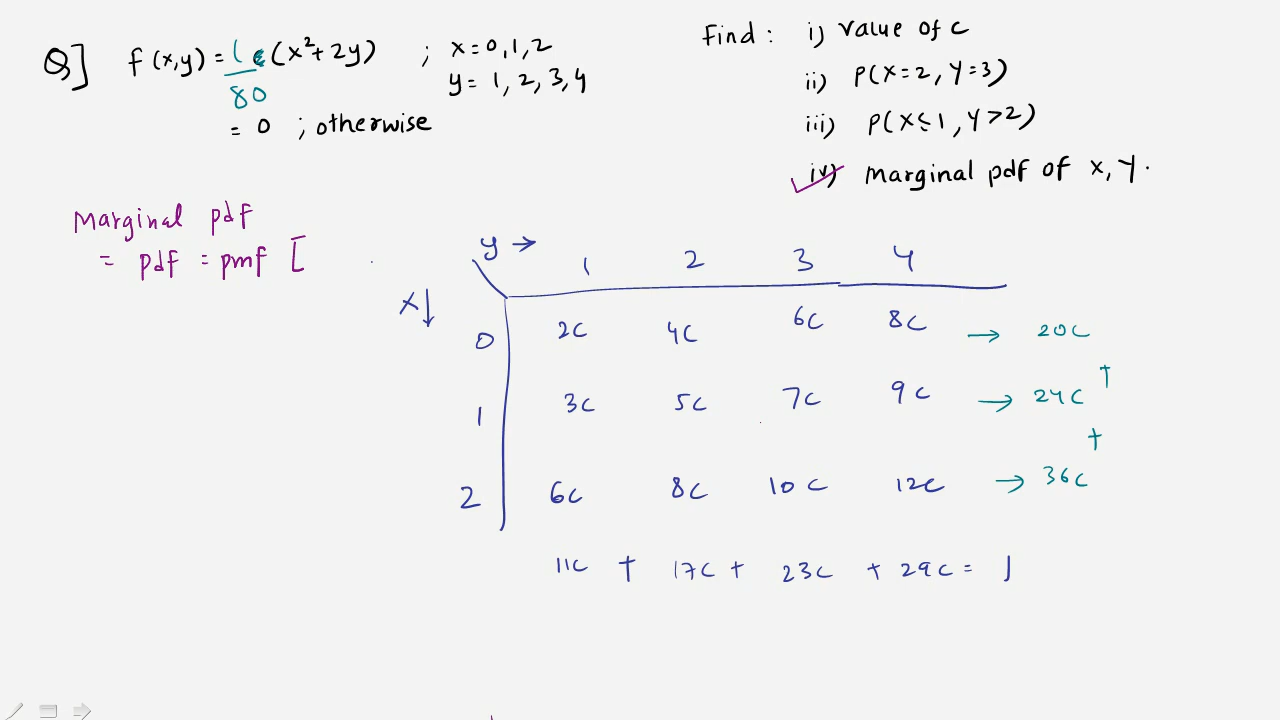 Q] f(x,y) = 1/80 c (x²+2y) ; x=0,1,2
y = 1, 2, 3, 4
= 0 ; otherwise
Find : i) value of c
ii) P(X=2, Y=3)
iii) P(X≤1, Y>2)
iv) marginal pdf of x, y.
Marginal pdf
= pdf = pmf [
y → 1 2 3 4
x↓
0 2C 4C 6C 8C → 20C
+
1 3C 5C 7C 9C → 24C
+
2 6C 8C 10C 12C → 36C
11C + 17C + 23C + 29C = 1